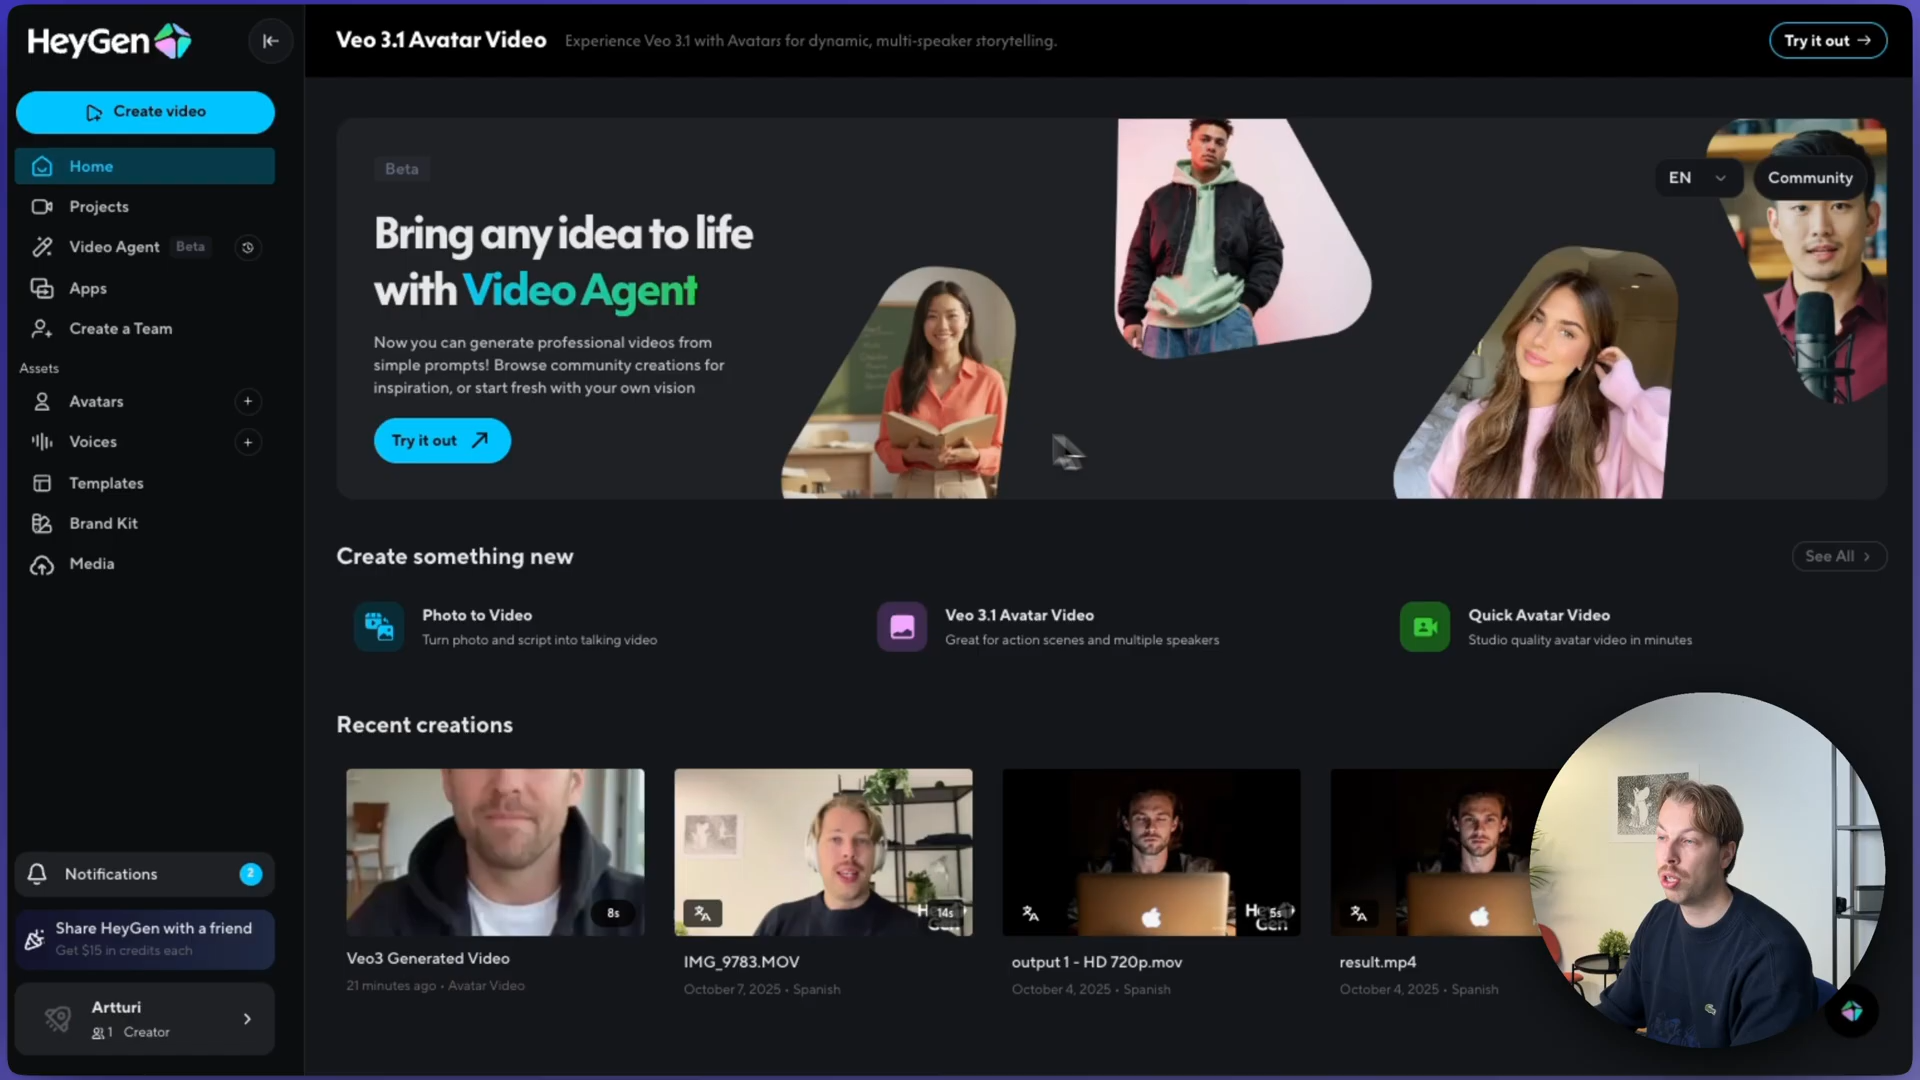 HeyGen
Create video
Home
Projects
Video Agent Beta
Apps
Create a Team
Assets
Avatars
Voices
Templates
Brand Kit
Media
Notifications 2
Share HeyGen with a friend
Get $15 in credits each
Artturi
1 Creator
Veo 3.1 Avatar Video Experience Veo 3.1 with Avatars for dynamic, multi-speaker storytelling.
Try it out →
EN
Community
Beta
Bring any idea to life
with Video Agent
Now you can generate professional videos from
simple prompts! Browse community creations for
inspiration, or start fresh with your own vision
Try it out
Create something new
See All >
Photo to Video
Turn photo and script into talking video
Veo 3.1 Avatar Video
Great for action scenes and multiple speakers
Quick Avatar Video
Studio quality avatar video in minutes
Recent creations
8s
Veo3 Generated Video
21 minutes ago • Avatar Video
14s
IMG_9783.MOV
October 7, 2025 • Spanish
5s
output 1 - HD 720p.mov
October 4, 2025 • Spanish
result.mp4
October 4, 2025 • Spanish